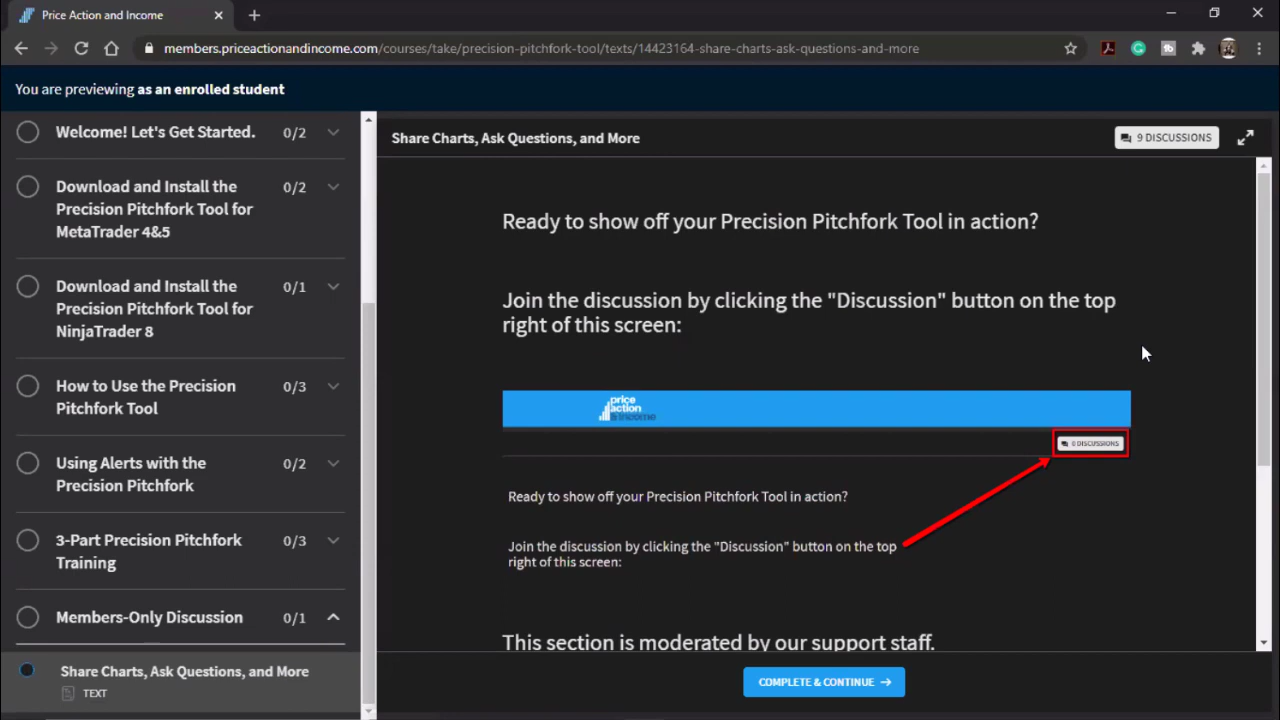 Price Action and Income
members.priceactionandincome.com/courses/take/precision-pitchfork-tool/texts/14423164-share-charts-ask-questions-and-more
You are previewing as an enrolled student
Welcome! Let's Get Started. 0/2
Download and Install the 0/2
Precision Pitchfork Tool for
MetaTrader 4&5
Download and Install the 0/1
Precision Pitchfork Tool for
NinjaTrader 8
How to Use the Precision 0/3
Pitchfork Tool
Using Alerts with the 0/2
Precision Pitchfork
3-Part Precision Pitchfork 0/3
Training
Members-Only Discussion 0/1
Share Charts, Ask Questions, and More
TEXT
Share Charts, Ask Questions, and More
9 DISCUSSIONS
Ready to show off your Precision Pitchfork Tool in action?
Join the discussion by clicking the "Discussion" button on the top
right of this screen:
price
action
& income
DISCUSSIONS
Ready to show off your Precision Pitchfork Tool in action?
Join the discussion by clicking the "Discussion" button on the top
right of this screen:
This section is moderated by our support staff.
COMPLETE & CONTINUE →